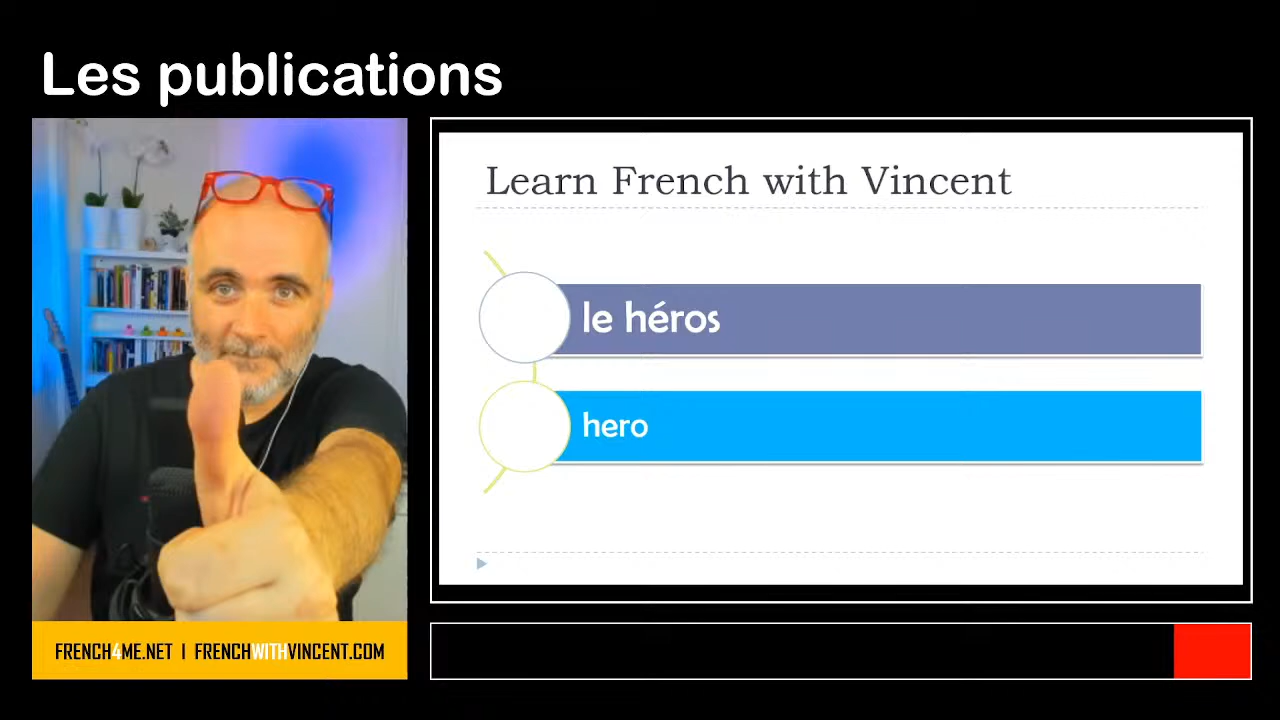 Les publications
Learn French with Vincent
le héros
hero
FRENCH4ME.NET | FRENCHWITHVINCENT.COM